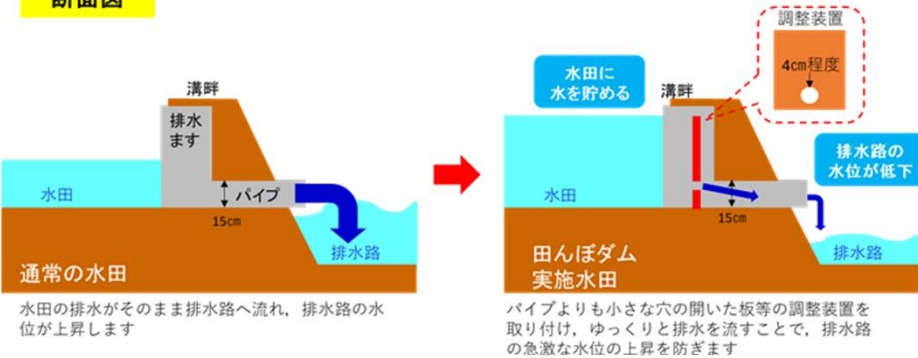 断面図
溝畔
排水
ます
水田
パイプ
15cm
排水路
通常の水田
水田の排水がそのまま排水路へ流れ，排水路の水
位が上昇します
調整装置
4cm程度
水田に
水を貯める
溝畔
排水路の
水位が低下
水田
15cm
排水路
田んぼダム
実施水田
パイプよりも小さな穴の開いた板等の調整装置を
取り付け，ゆっくりと排水を流すことで，排水路
の急激な水位の上昇を防ぎます